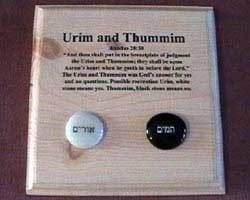 Urim and Thummim
Exodus 28:30
"And thou shalt put in the breastplate of judgment
the Urim and Thummim; they shall be upon
Aaron's heart when he goeth in before the Lord."
The Urim and Thummim was God's answer for yes
and no questions. Possible recreation Urim, white
stone means yes. Thummim, black stone means no.
אורים
תמים